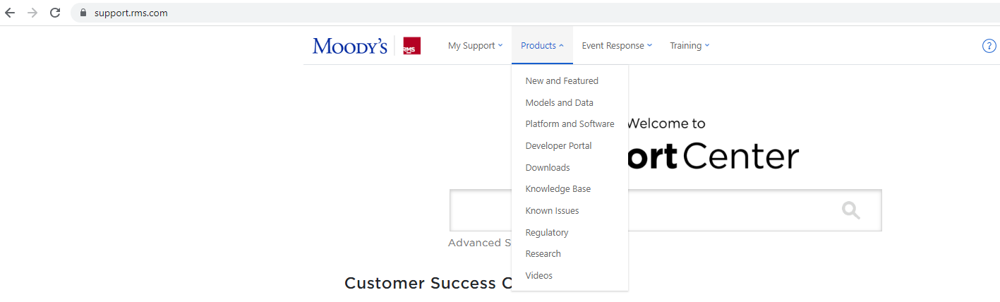 support.rms.com
MOODY'S RMS My Support Products Event Response Training ?
New and Featured
Models and Data
Platform and Software
Developer Portal
Downloads
Knowledge Base
Known Issues
Regulatory
Research
Videos
Welcome to
ort Center
Advanced S
Customer Success C